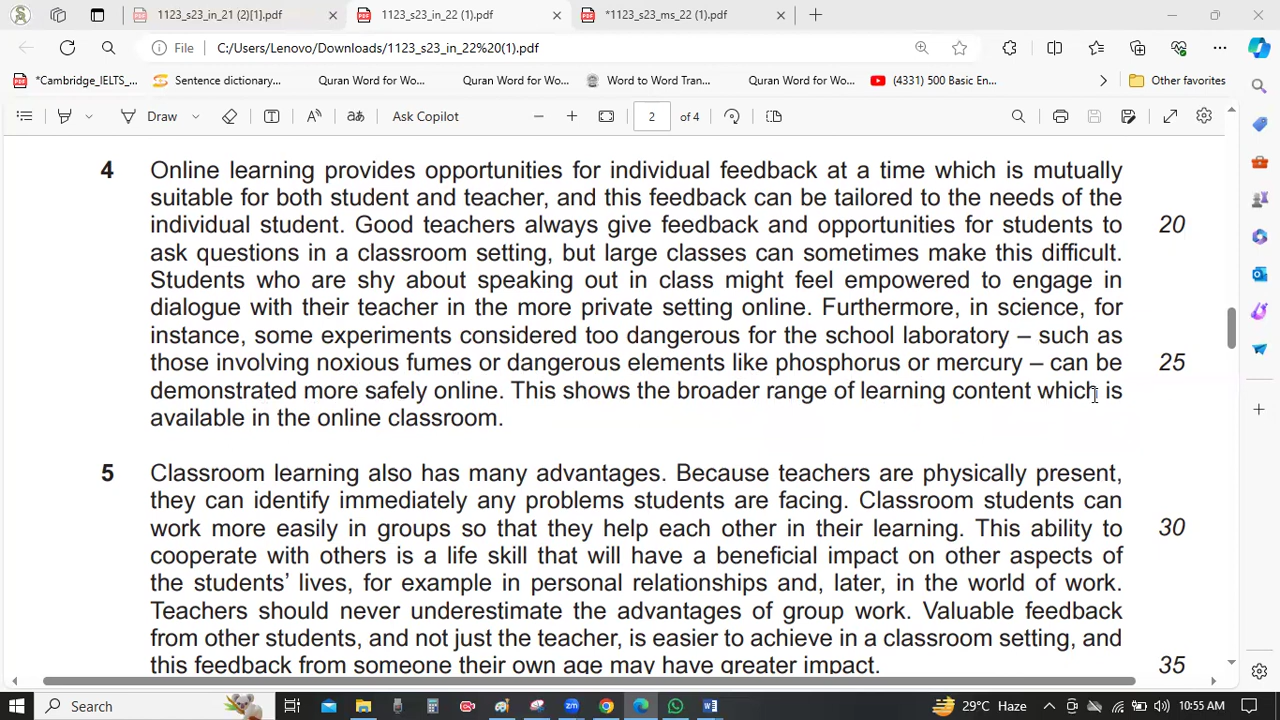 1123_s23_in_21 (2)[1].pdf
1123_s23_in_22 (1).pdf
*1123_s23_ms_22 (1).pdf
File
C:/Users/Lenovo/Downloads/1123_s23_in_22%20(1).pdf
*Cambridge_IELTS_...
Sentence dictionary...
Quran Word for Wo...
Quran Word for Wo...
Word to Word Tran...
Quran Word for Wo...
(4331) 500 Basic En...
Other favorites
Draw
Ask Copilot
2 of 4
4 Online learning provides opportunities for individual feedback at a time which is mutually
suitable for both student and teacher, and this feedback can be tailored to the needs of the
individual student. Good teachers always give feedback and opportunities for students to 20
ask questions in a classroom setting, but large classes can sometimes make this difficult.
Students who are shy about speaking out in class might feel empowered to engage in
dialogue with their teacher in the more private setting online. Furthermore, in science, for
instance, some experiments considered too dangerous for the school laboratory – such as
those involving noxious fumes or dangerous elements like phosphorus or mercury – can be 25
demonstrated more safely online. This shows the broader range of learning content which is
available in the online classroom.
5 Classroom learning also has many advantages. Because teachers are physically present,
they can identify immediately any problems students are facing. Classroom students can
work more easily in groups so that they help each other in their learning. This ability to 30
cooperate with others is a life skill that will have a beneficial impact on other aspects of
the students’ lives, for example in personal relationships and, later, in the world of work.
Teachers should never underestimate the advantages of group work. Valuable feedback
from other students, and not just the teacher, is easier to achieve in a classroom setting, and
this feedback from someone their own age may have greater impact. 35
Search
29°C Haze
10:55 AM